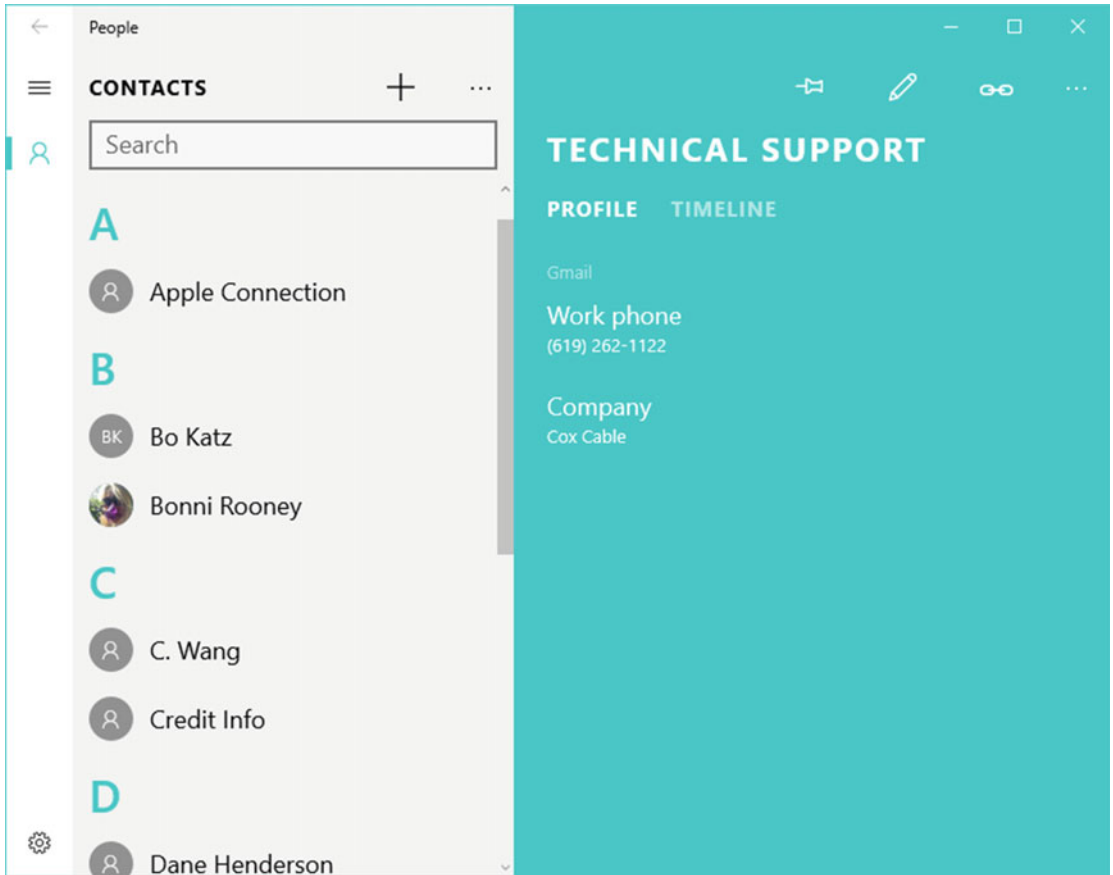 People
CONTACTS
Search
A
Apple Connection
B
BK
Bo Katz
Bonni Rooney
C
C. Wang
Credit Info
D
Dane Henderson
TECHNICAL SUPPORT
PROFILE TIMELINE
Gmail
Work phone
(619) 262-1122
Company
Cox Cable